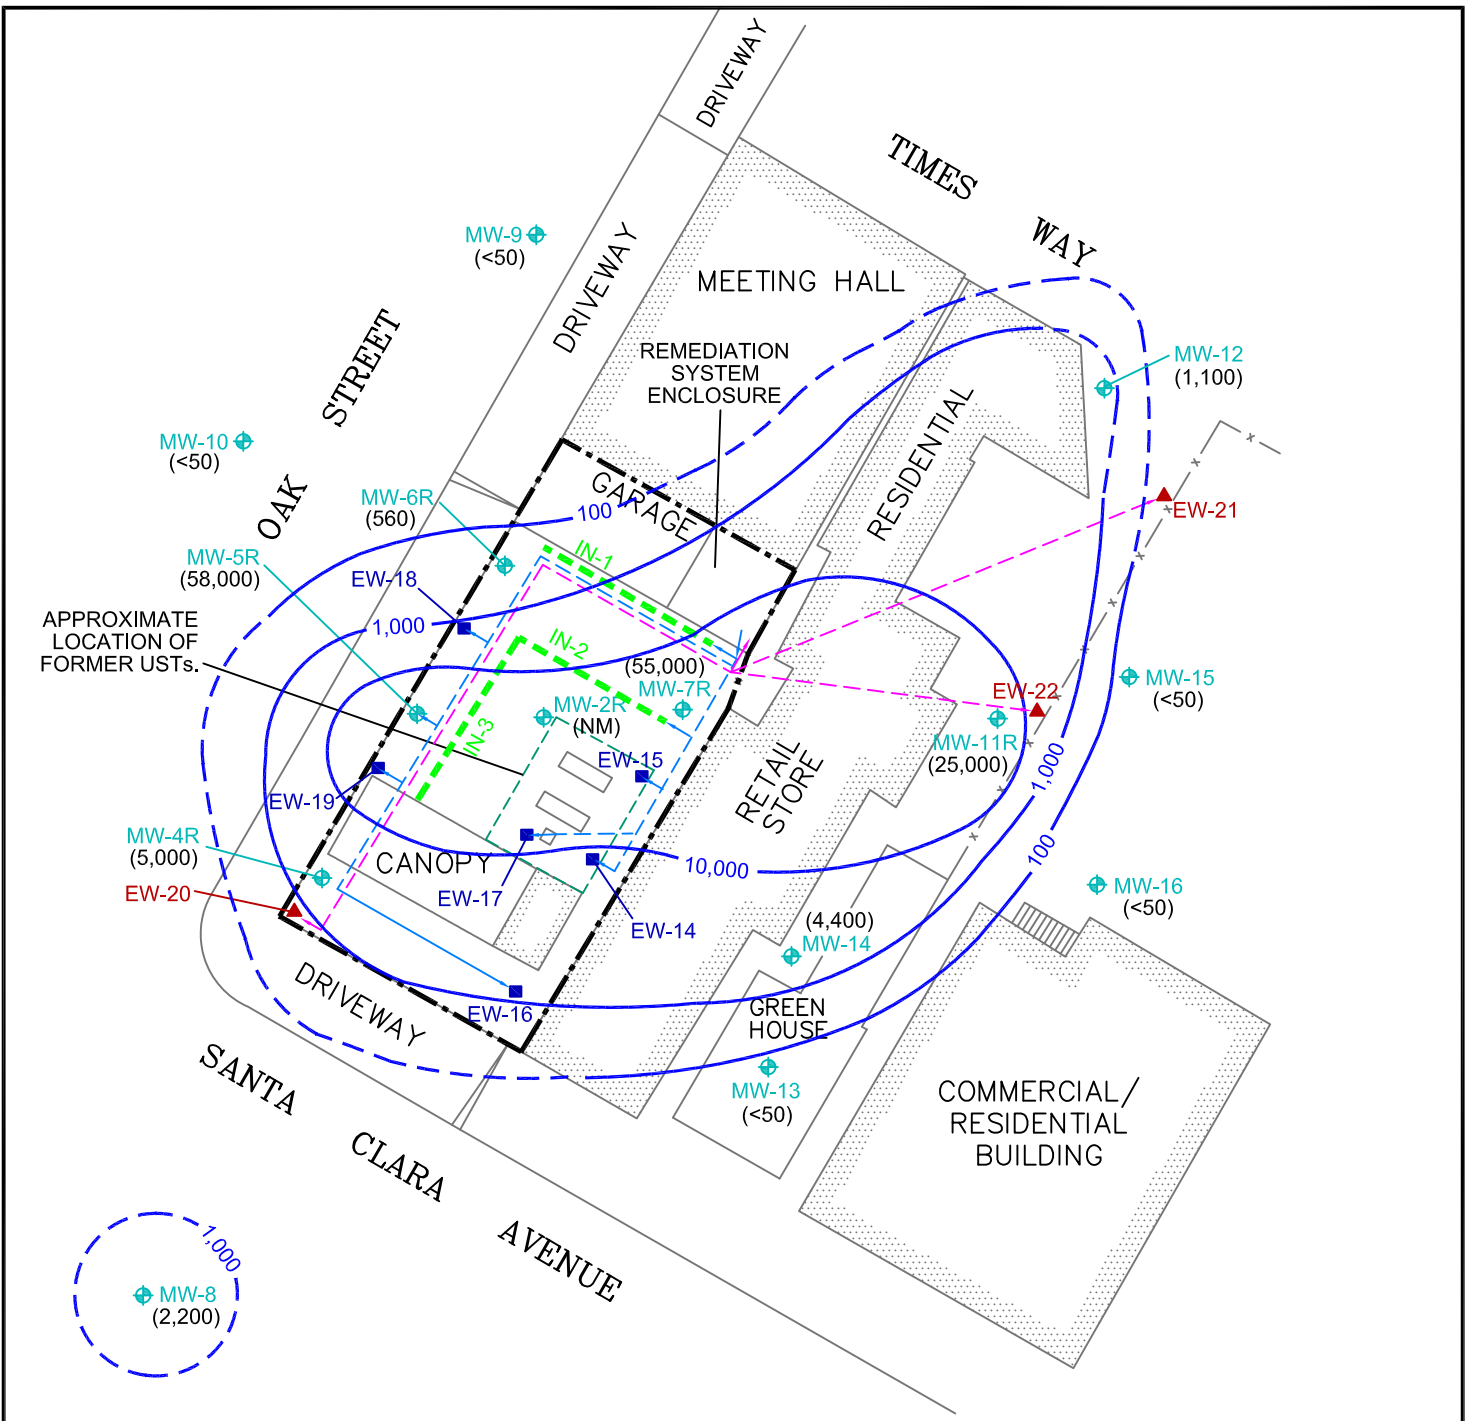 DRIVEWAY
TIMES WAY
MW-9
(<50)
DRIVEWAY
MEETING HALL
OAK STREET
REMEDIATION
SYSTEM
ENCLOSURE
MW-12
(1,100)
RESIDENTIAL
MW-10
(<50)
MW-6R
(560)
100
GARAGE
EW-21
MW-5R
(58,000)
EW-18
IN-1
1,000
APPROXIMATE
LOCATION OF
FORMER USTs.
IN-2
(55,000)
MW-7R
MW-2R
(NM)
IN-3
EW-22
MW-15
(<50)
MW-11R
(25,000)
EW-15
1,000
RETAIL
STORE
EW-19
MW-4R
(5,000)
CANOPY
10,000
100
EW-20
EW-17
EW-14
MW-16
(<50)
(4,400)
MW-14
DRIVEWAY
EW-16
GREEN
HOUSE
MW-13
(<50)
COMMERCIAL/
RESIDENTIAL
BUILDING
SANTA CLARA AVENUE
1,000
MW-8
(2,200)